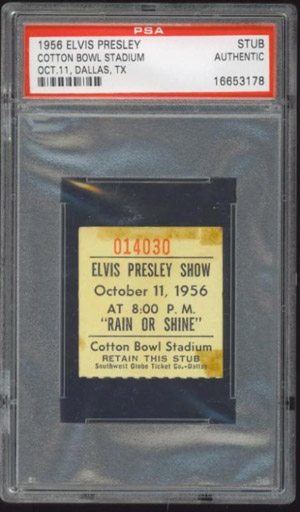 PSA
1956 ELVIS PRESLEY STUB
COTTON BOWL STADIUM AUTHENTIC
OCT.11, DALLAS, TX
16653178
014030
ELVIS PRESLEY SHOW
October 11, 1956
AT 8:00 P. M.
"RAIN OR SHINE"
Cotton Bowl Stadium
RETAIN THIS STUB
Southwest Globe Ticket Co.-Dallas